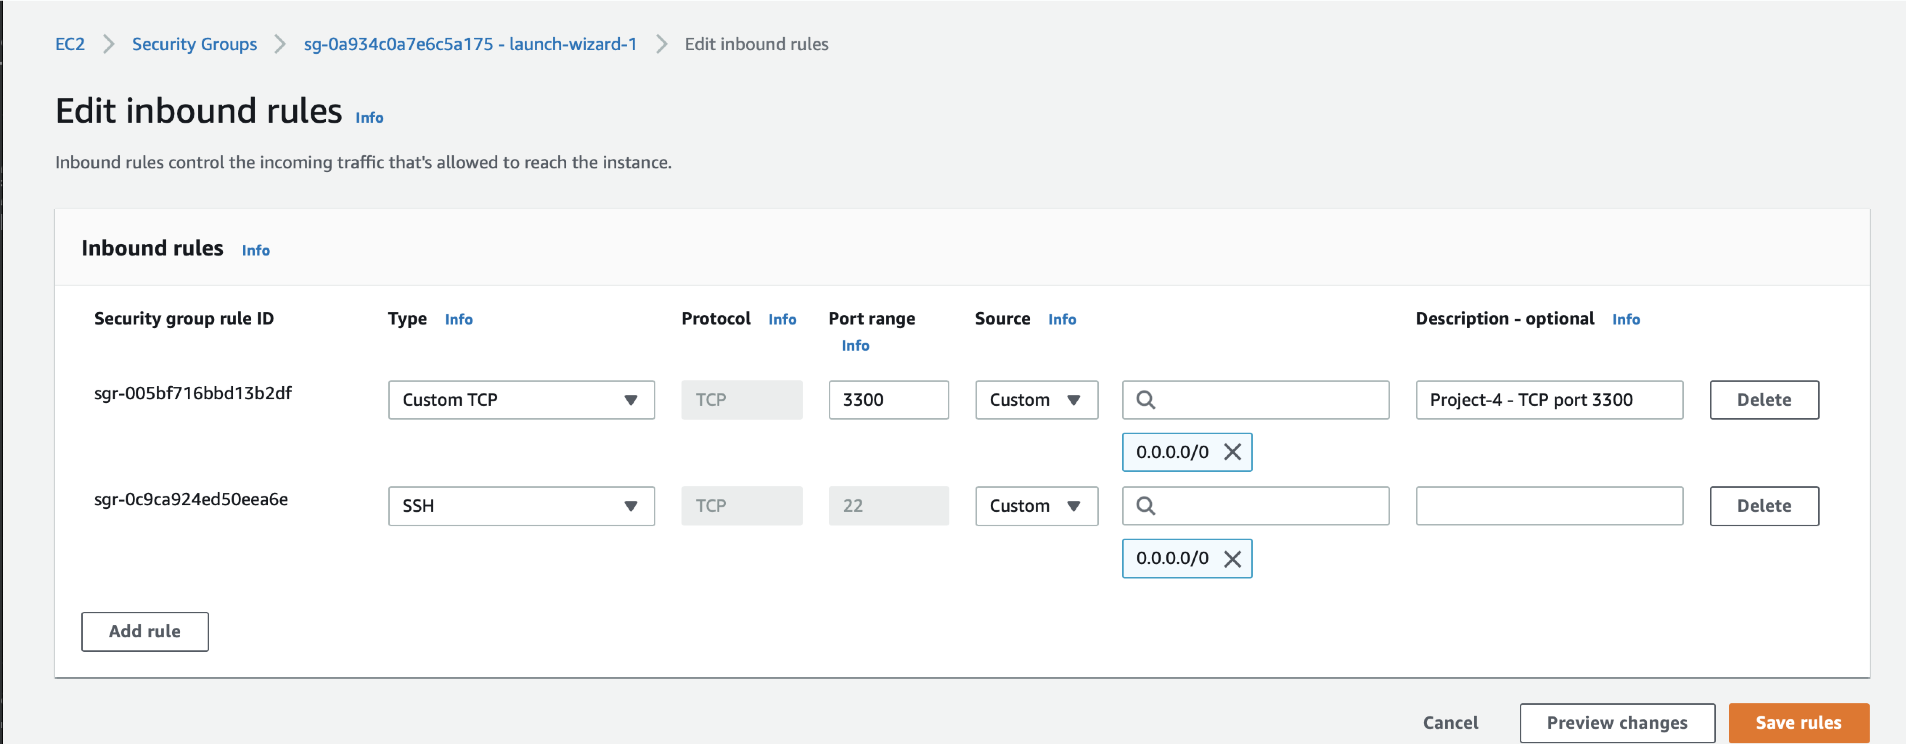 EC2 > Security Groups > sg-0a934c0a7e6c5a175 - launch-wizard-1 > Edit inbound rules
Edit inbound rules Info
Inbound rules control the incoming traffic that's allowed to reach the instance.
Inbound rules Info
Security group rule ID Type Info Protocol Info Port range Source Info Description - optional Info
Info
sgr-005bf716bbd13b2df Custom TCP TCP 3300 Custom Project-4 - TCP port 3300 Delete
0.0.0.0/0
sgr-0c9ca924ed50eea6e SSH TCP 22 Custom Delete
0.0.0.0/0
Add rule
Cancel Preview changes Save rules